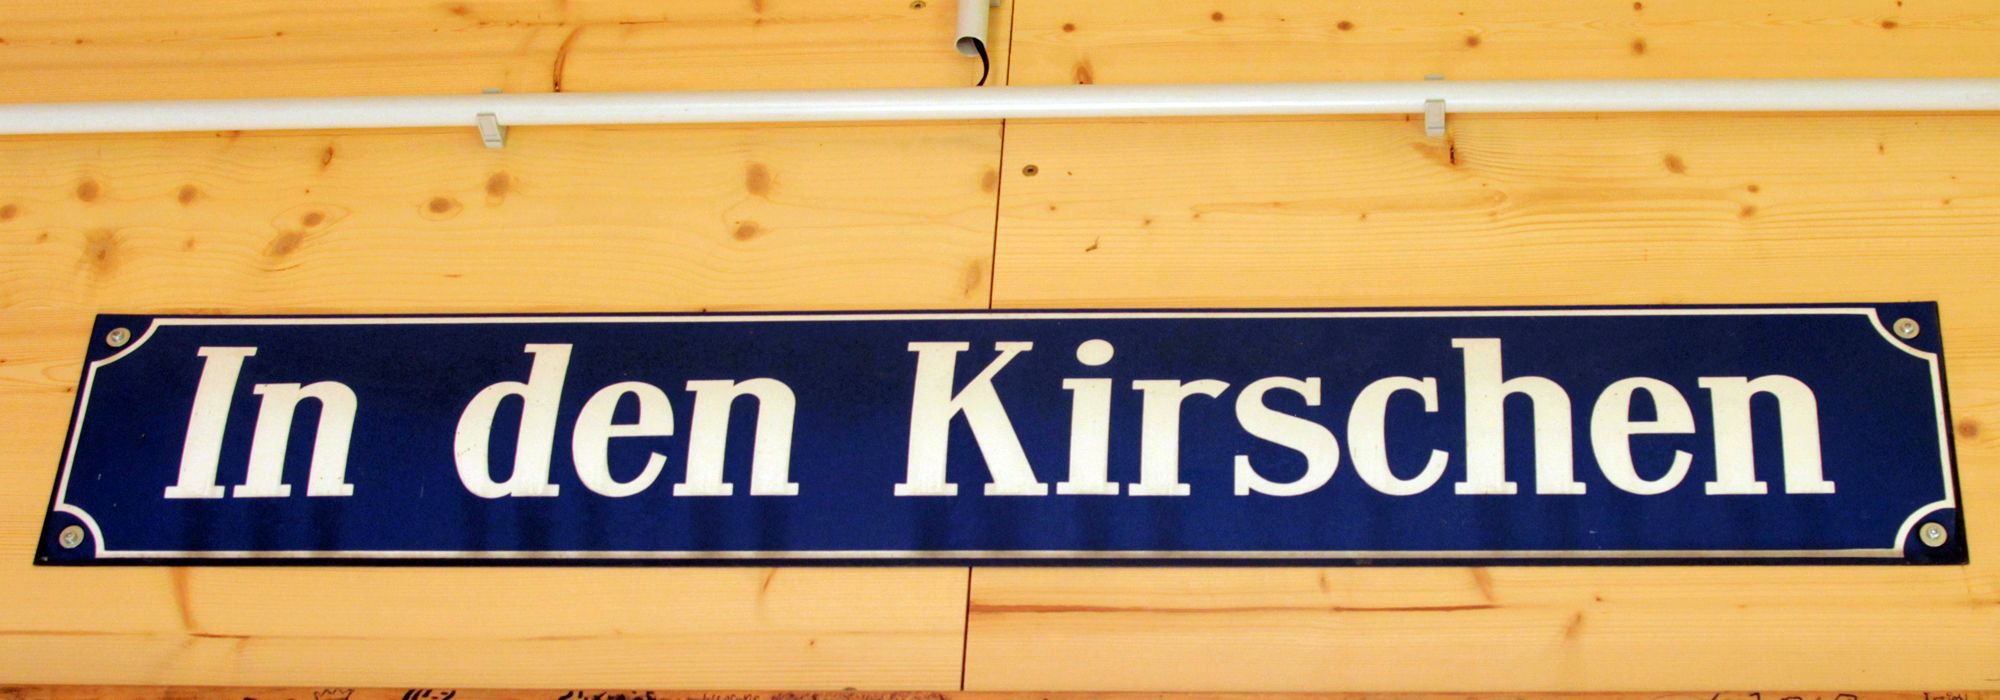 In den Kirschen